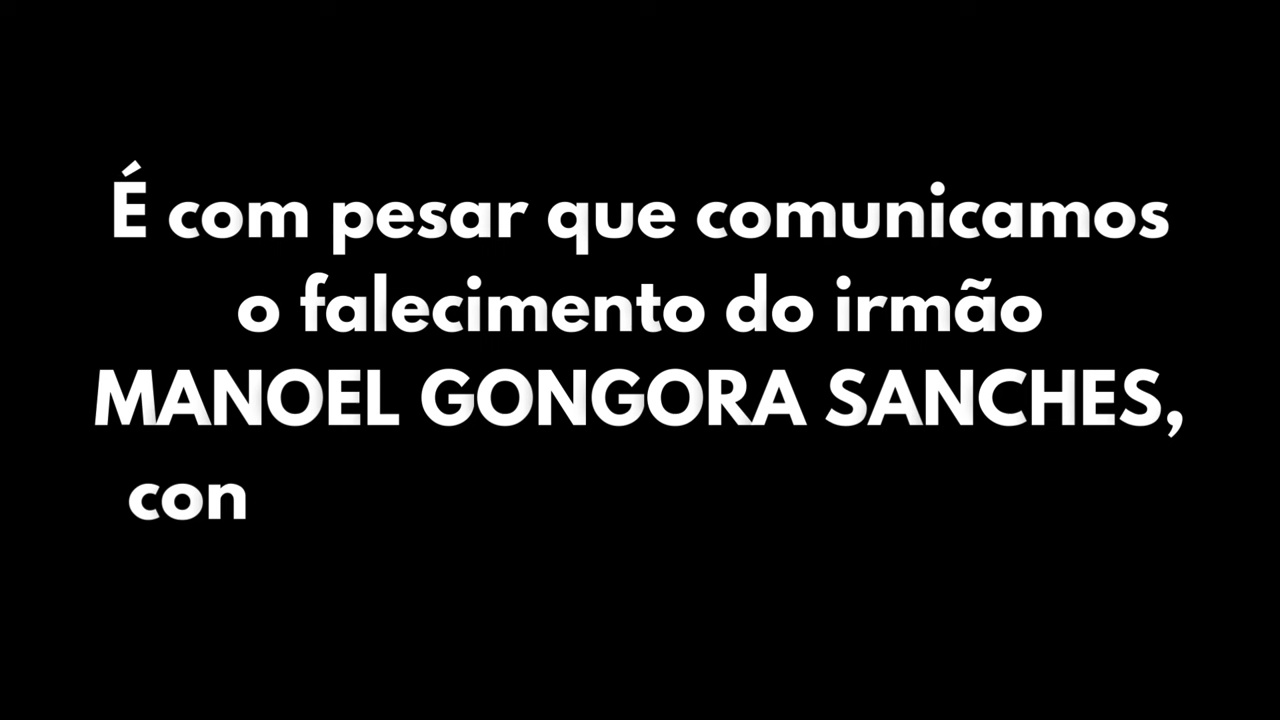 É com pesar que comunicamos
o falecimento do irmão
MANOEL GONGORA SANCHES,
con